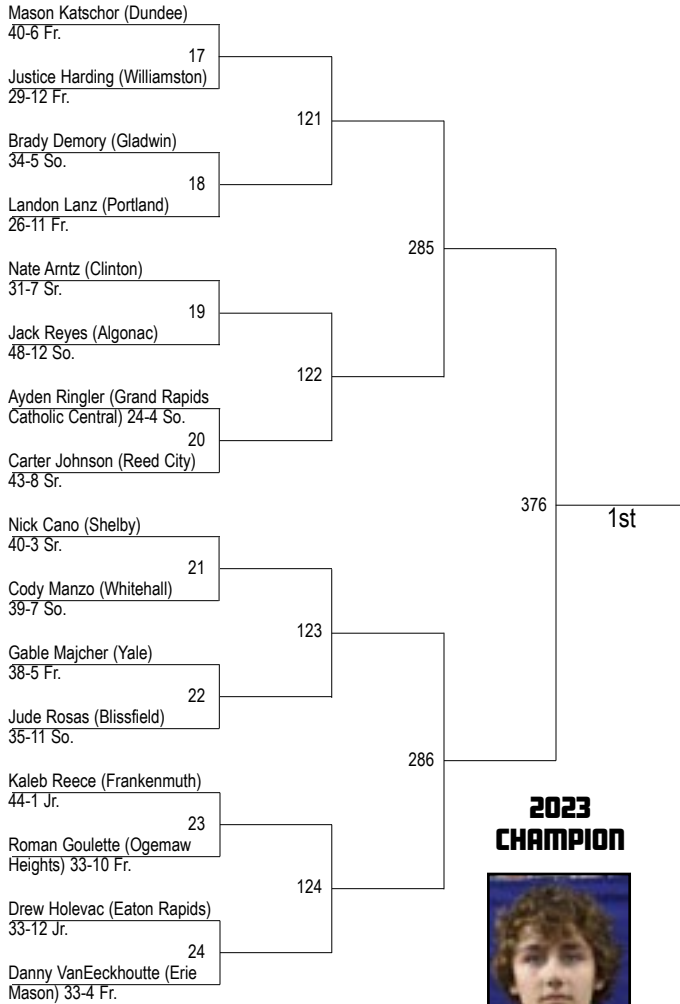 Mason Katschor (Dundee)
40-6 Fr.
17
Justice Harding (Williamston)
29-12 Fr.
121
Brady Demory (Gladwin)
34-5 So.
18
Landon Lanz (Portland)
26-11 Fr.
285
Nate Arntz (Clinton)
31-7 Sr.
19
Jack Reyes (Algonac)
48-12 So.
122
Ayden Ringler (Grand Rapids
Catholic Central) 24-4 So.
20
Carter Johnson (Reed City)
43-8 Sr.
376
1st
Nick Cano (Shelby)
40-3 Sr.
21
Cody Manzo (Whitehall)
39-7 So.
123
Gable Majcher (Yale)
38-5 Fr.
22
Jude Rosas (Blissfield)
35-11 So.
286
Kaleb Reece (Frankenmuth)
44-1 Jr.
23
Roman Goulette (Ogemaw
Heights) 33-10 Fr.
124
Drew Holevac (Eaton Rapids)
33-12 Jr.
24
Danny VanEeckhoutte (Erie
Mason) 33-4 Fr.
2023
CHAMPION